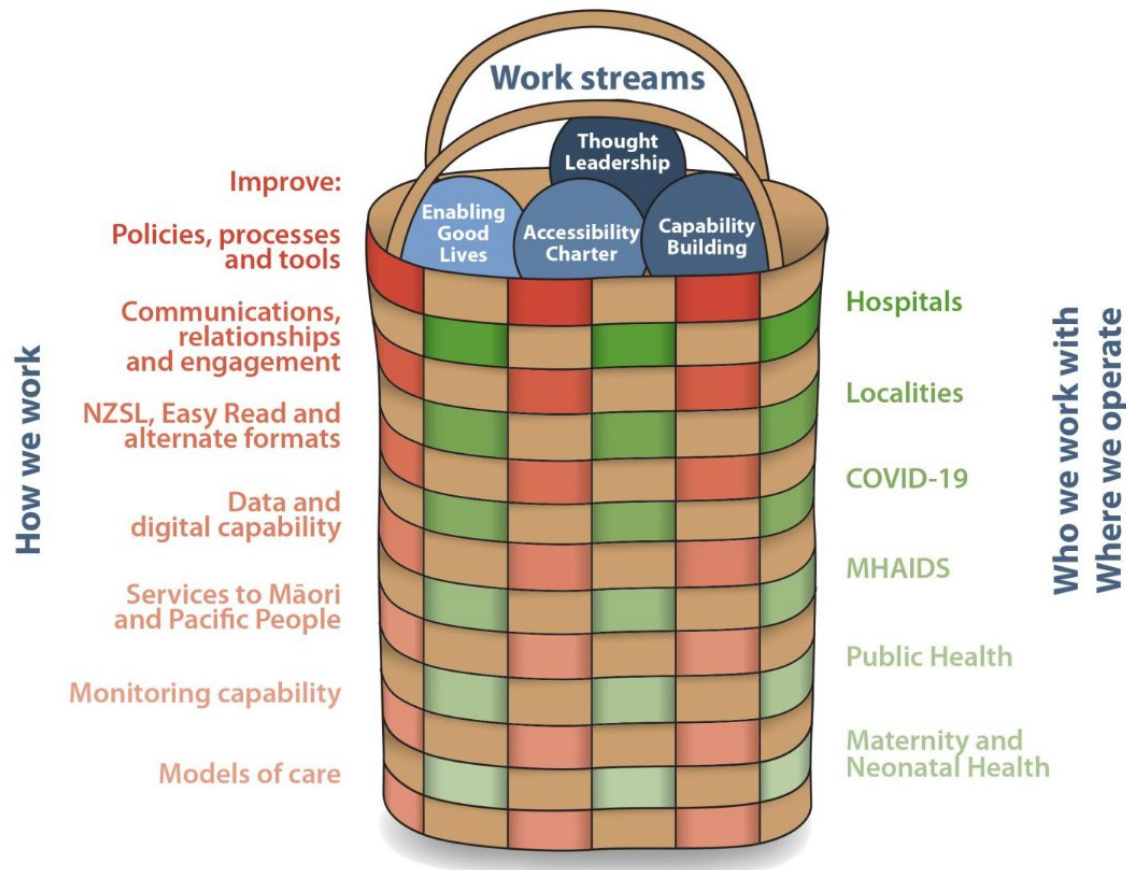 Work streams
Thought
Leadership
Enabling
Good
Lives
Accessibility
Charter
Capability
Building
How we work
Improve:
Policies, processes
and tools
Communications,
relationships
and engagement
NZSL, Easy Read and
alternate formats
Data and
digital capability
Services to Māori
and Pacific People
Monitoring capability
Models of care
Hospitals
Localities
COVID-19
MHAIDS
Public Health
Maternity and
Neonatal Health
Who we work with
Where we operate